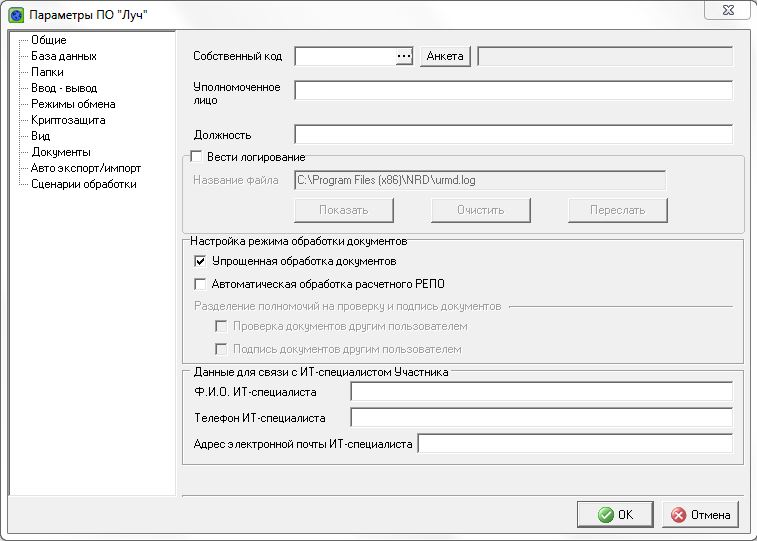 Параметры ПО "Луч"
Общие
База данных
Папки
Ввод - вывод
Режимы обмена
Криптозащита
Вид
Документы
Авто экспорт/импорт
Сценарии обработки
Собственный код ... Анкета
Уполномоченное
лицо
Должность
Вести логирование
Название файла C:\Program Files (x86)\NRD\urmd.log
Показать Очистить Переслать
Настройка режима обработки документов
Упрощенная обработка документов
Автоматическая обработка расчетного РЕПО
Разделение полномочий на проверку и подпись документов
Проверка документов другим пользователем
Подпись документов другим пользователем
Данные для связи с ИТ-специалистом Участника
Ф.И.О. ИТ-специалиста
Телефон ИТ-специалиста
Адрес электронной почты ИТ-специалиста
OK Отмена